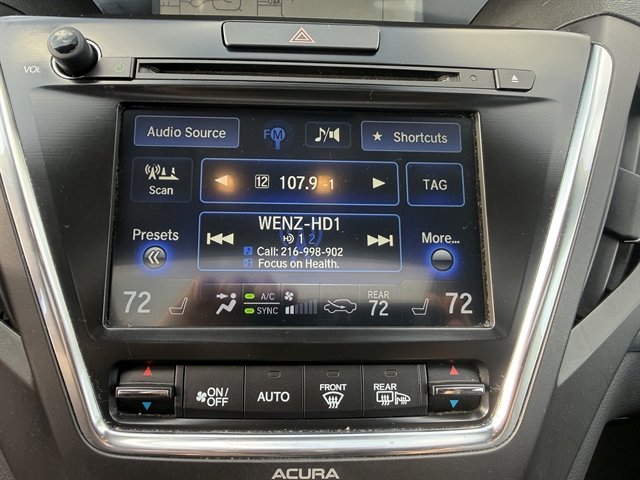 VOL
Audio Source
FM
★ Shortcuts
Scan
12 107.9 -1
TAG
WENZ-HD1
Presets
HD 1 2
More...
Call: 216-998-902
Focus on Health.
72
A/C
SYNC
REAR
72
72
ON/
OFF
AUTO
FRONT
REAR
ACURA